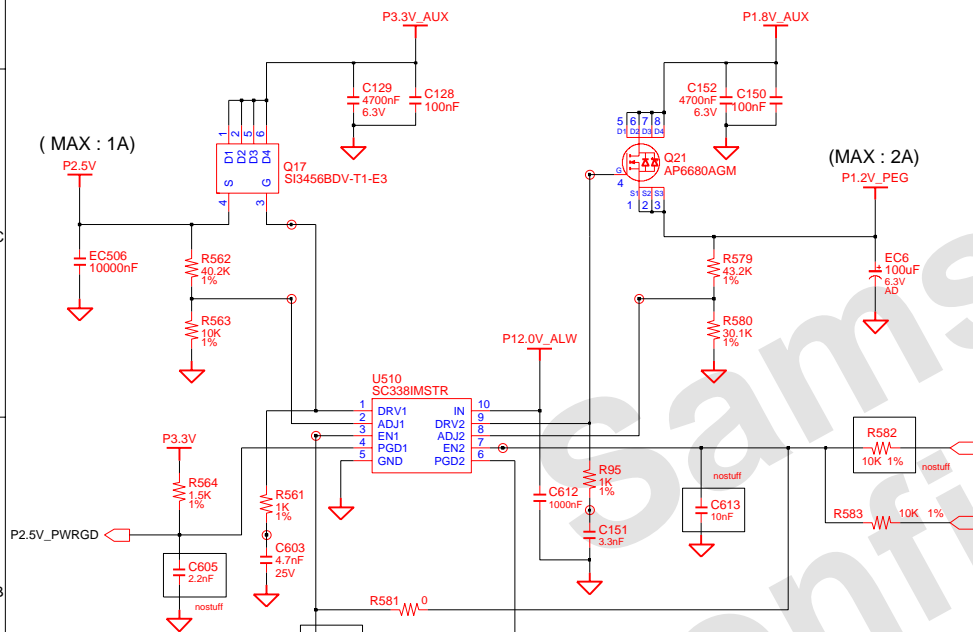 P3.3V_AUX
P1.8V_AUX
C129
4700nF
6.3V
C128
100nF
C152
4700nF
6.3V
C150
100nF
( MAX : 1A)
P2.5V
1 2 5 6
D1 D2 D3 D4
S G
4 3
Q17
SI3456BDV-T1-E3
5 6 7 8
D1 D2 D3 D4
G
4
Q21
AP6680AGM
S1 S2 S3
1 2 3
(MAX : 2A)
P1.2V_PEG
EC506
10000nF
R562
40.2K
1%
R563
10K
1%
R579
43.2K
1%
R580
30.1K
1%
EC6
100uF
6.3V
AD
P12.0V_ALW
U510
SC338IMSTR
1 DRV1 IN 10
2 ADJ1 DRV2 9
3 EN1 ADJ2 8
4 PGD1 EN2 7
5 GND PGD2 6
P3.3V
R564
1.5K
1%
P2.5V_PWRGD
C605
2.2nF
nostuff
R561
1K
1%
C603
4.7nF
25V
C612
1000nF
R95
1K
1%
C151
3.3nF
nostuff
C613
10nF
R582
10K 1%
nostuff
R583
10K 1%
R581 0
C
B
Sams
onfi